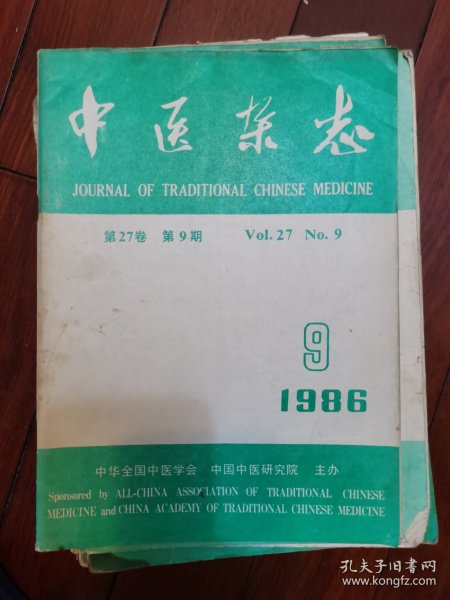 中医杂志
JOURNAL OF TRADITIONAL CHINESE MEDICINE
第27卷 第9期 Vol.27 No.9
9
1986
中华全国中医学会 中国中医研究院 主办
Sponsored by ALL-CHINA ASSOCIATION OF TRADITIONAL CHINESE
MEDICINE and CHINA ACADEMY OF TRADITIONAL CHINESE MEDICINE
孔夫子旧书网
www.kongfz.com